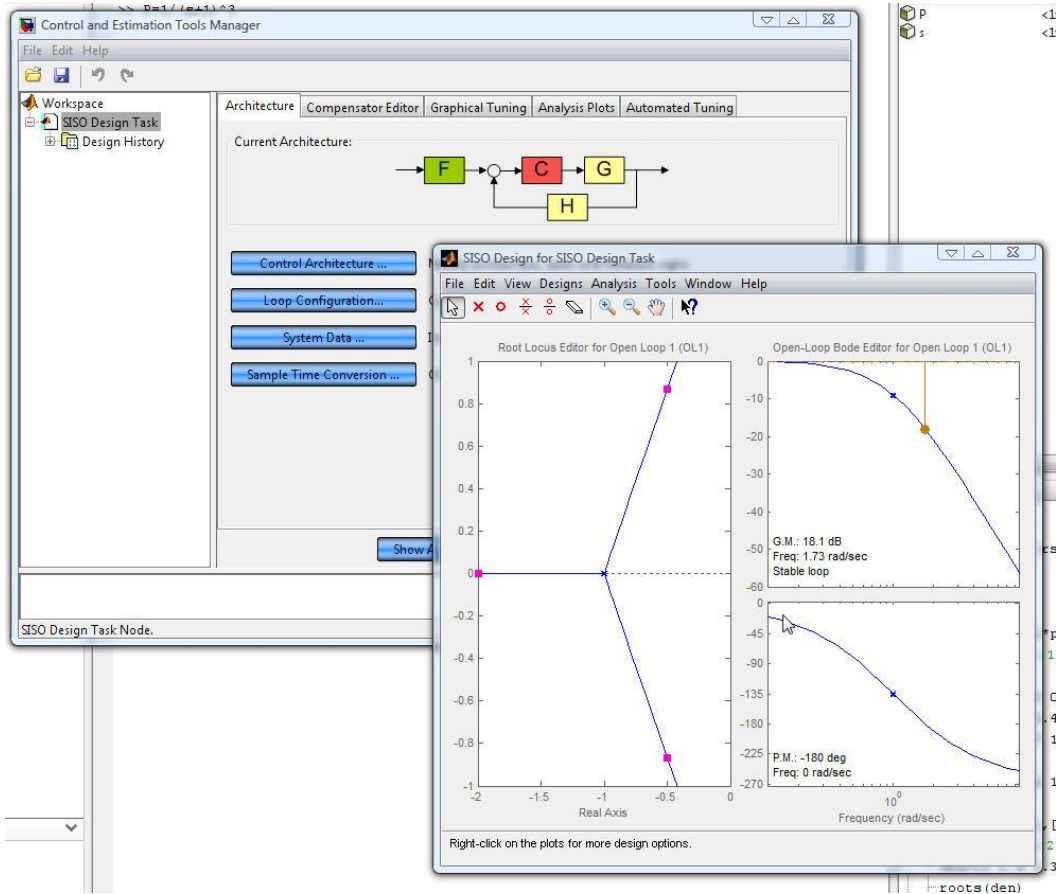 >> P=1/(s+1)^3
Control and Estimation Tools Manager
File Edit Help
Workspace
SISO Design Task
Design History
Architecture Compensator Editor Graphical Tuning Analysis Plots Automated Tuning
Current Architecture:
F C G
H
Control Architecture ...
Loop Configuration...
System Data ...
Sample Time Conversion ...
Show
SISO Design Task Node.
P <1
s <1
SISO Design for SISO Design Task
File Edit View Designs Analysis Tools Window Help
Root Locus Editor for Open Loop 1 (OL1)
1
0.8
0.6
0.4
0.2
0
-0.2
-0.4
-0.6
-0.8
-1
-2 -1.5 -1 -0.5 0
Real Axis
Open-Loop Bode Editor for Open Loop 1 (OL1)
0
-10
-20
-30
-40
-50
-60
G.M.: 18.1 dB
Freq: 1.73 rad/sec
Stable loop
0
-45
-90
-135
-180
-225
-270
P.M.: -180 deg
Freq: 0 rad/sec
10^0
Frequency (rad/sec)
Right-click on the plots for more design options.
roots(den)